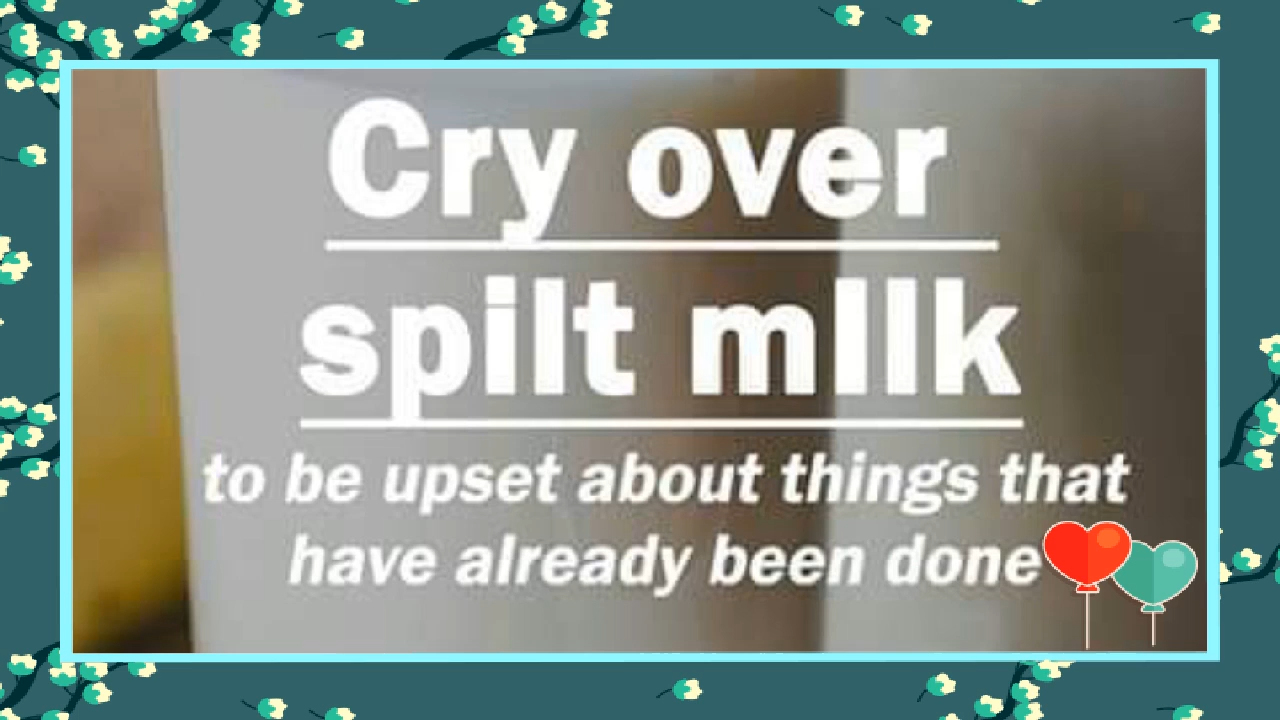 Cry over
spilt mllk
to be upset about things that
have already been done